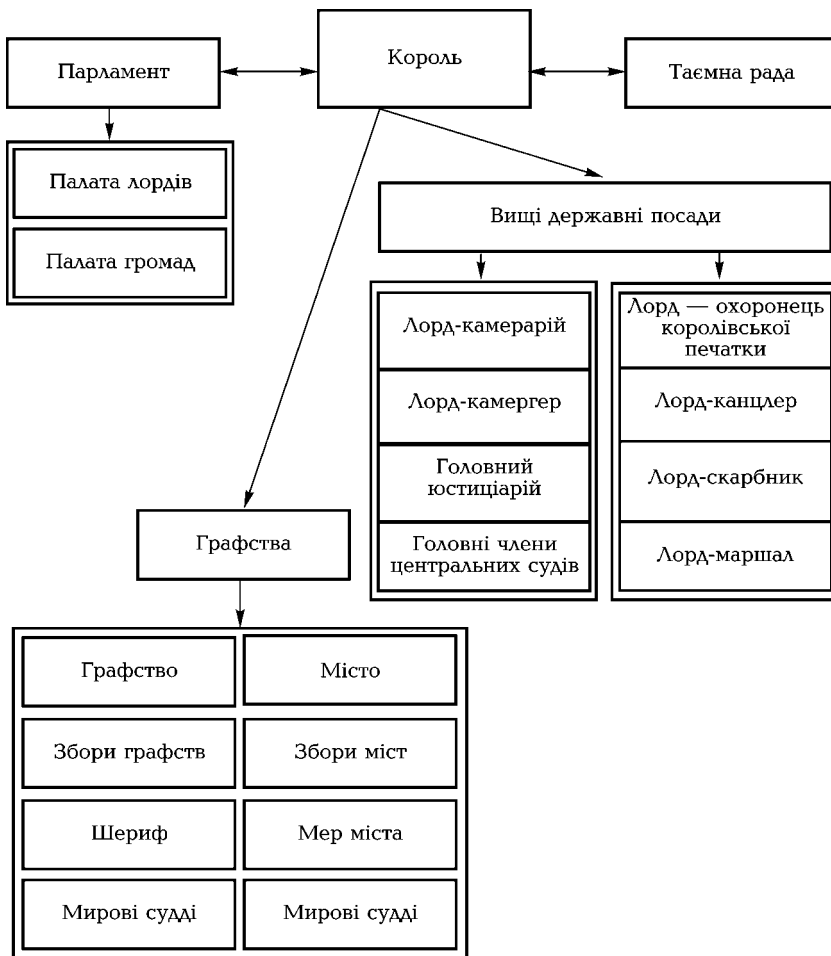 Парламент
Король
Таємна рада
Палата лордів
Палата громад
Вищі державні посади
Лорд-камерарій
Лорд-камергер
Головний
юстиціарій
Головні члени
центральних судів
Лорд — охоронець
королівської
печатки
Лорд-канцлер
Лорд-скарбник
Лорд-маршал
Графства
Графство
Місто
Збори графств
Збори міст
Шериф
Мер міста
Мирові судді
Мирові судді